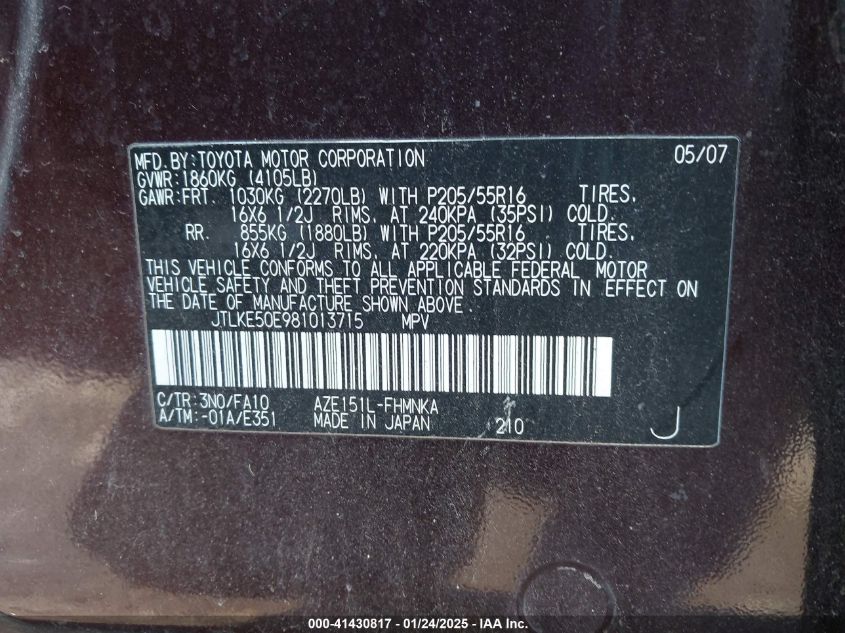 MFD. BY: TOYOTA MOTOR CORPORATION 05/07
GVWR: 1860KG (4105LB)
GAWR: FRT. 1030KG (2270LB) WITH P205/55R16 TIRES,
16X6 1/2J RIMS, AT 240KPA (35PSI) COLD.
RR. 855KG (1880LB) WITH P205/55R16 TIRES,
16X6 1/2J RIMS, AT 220KPA (32PSI) COLD.
THIS VEHICLE CONFORMS TO ALL APPLICABLE FEDERAL MOTOR
VEHICLE SAFETY AND THEFT PREVENTION STANDARDS IN EFFECT ON
THE DATE OF MANUFACTURE SHOWN ABOVE.
JTLKE50E981013715 MPV
C/TR: 3N0/FA10 AZE151L-FHMNKA
A/TM: -01A/E351 MADE IN JAPAN 210 J
000-41430817 - 01/24/2025 - IAA Inc.